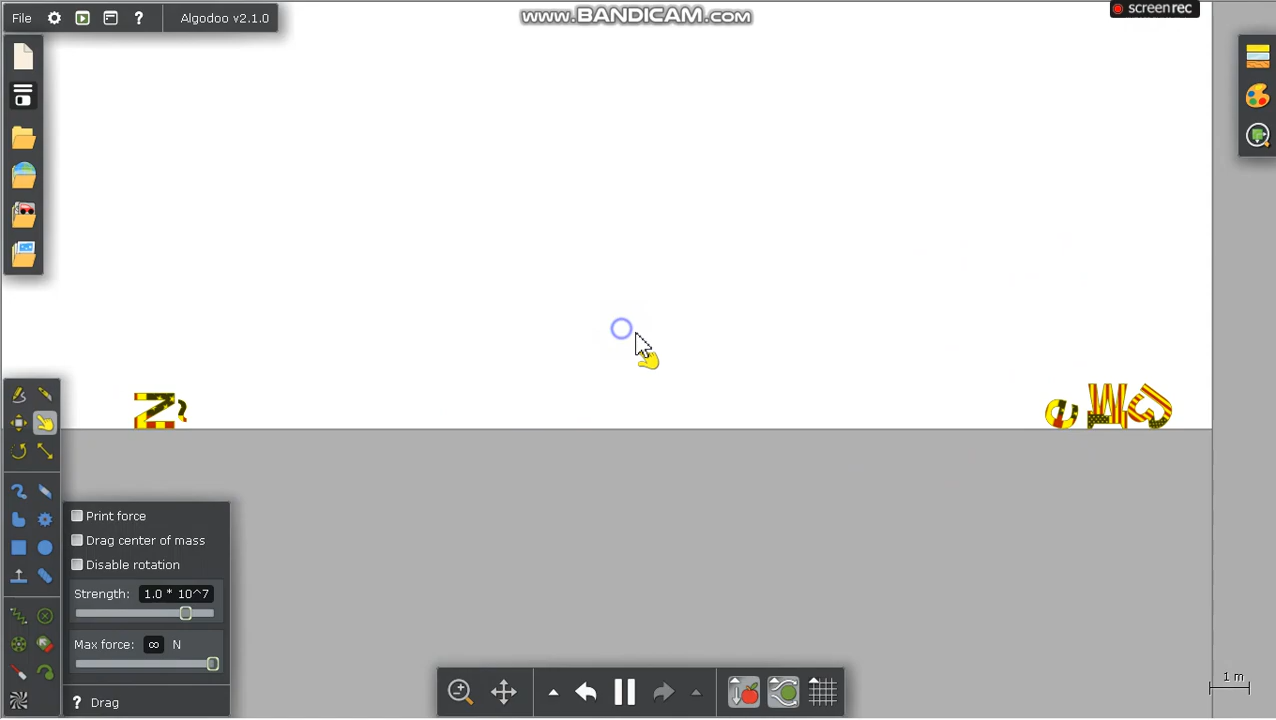 www.BANDICAM.com
screenrec
File ? Algodoo v2.1.0
Print force
Drag center of mass
Disable rotation
Strength: 1.0 * 10^7
Max force: ∞ N
? Drag
1 m